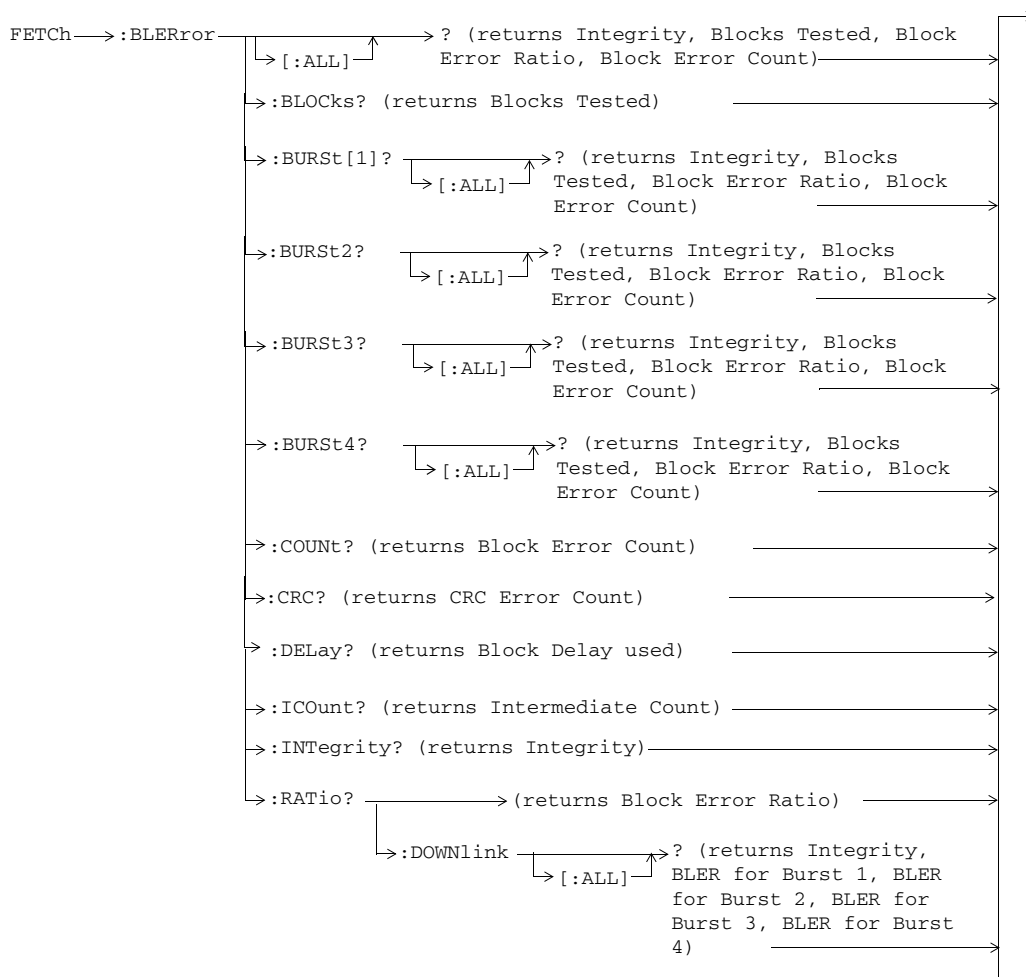 FETCh :BLERror ? (returns Integrity, Blocks Tested, Block
[:ALL] Error Ratio, Block Error Count)
:BLOCks? (returns Blocks Tested)
:BURSt[1]? ? (returns Integrity, Blocks
[:ALL] Tested, Block Error Ratio, Block
Error Count)
:BURSt2? ? (returns Integrity, Blocks
[:ALL] Tested, Block Error Ratio, Block
Error Count)
:BURSt3? ? (returns Integrity, Blocks
[:ALL] Tested, Block Error Ratio, Block
Error Count)
:BURSt4? ? (returns Integrity, Blocks
[:ALL] Tested, Block Error Ratio, Block
Error Count)
:COUNt? (returns Block Error Count)
:CRC? (returns CRC Error Count)
:DELay? (returns Block Delay used)
:ICOunt? (returns Intermediate Count)
:INTegrity? (returns Integrity)
:RATio? (returns Block Error Ratio)
:DOWNlink ? (returns Integrity,
[:ALL] BLER for Burst 1, BLER
for Burst 2, BLER for
Burst 3, BLER for Burst
4)